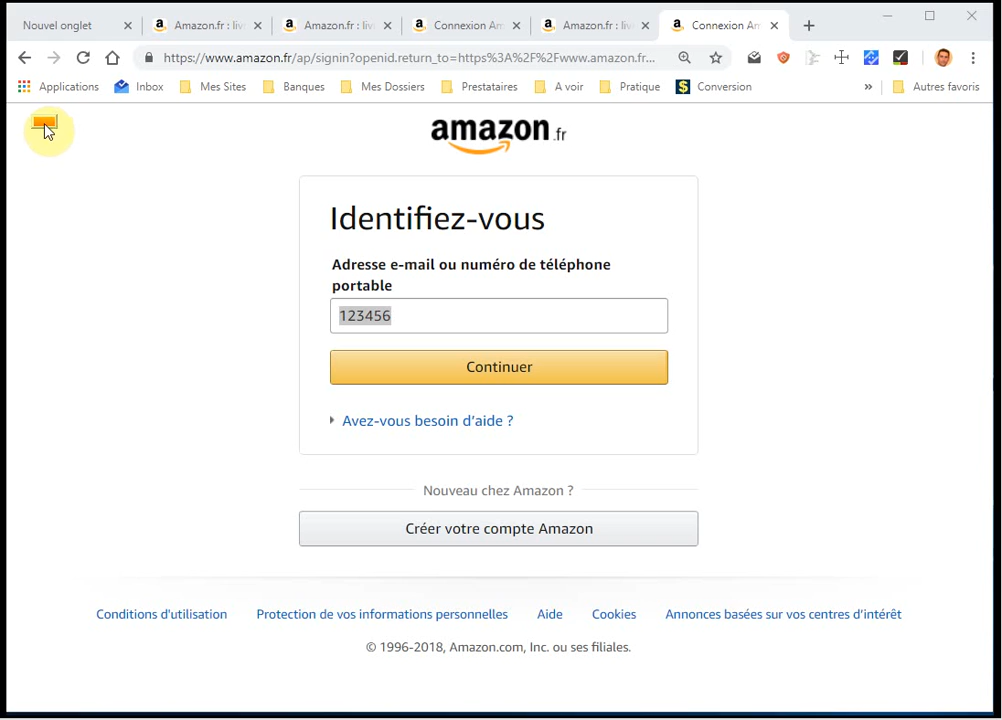 Nouvel onglet Amazon.fr : livr Amazon.fr : livr Connexion Am Amazon.fr : livr Connexion Am
https://www.amazon.fr/ap/signin?openid.return_to=https%3A%2F%2Fwww.amazon.fr...
Applications Inbox Mes Sites Banques Mes Dossiers Prestataires A voir Pratique Conversion » Autres favoris
amazon.fr
Identifiez-vous
Adresse e-mail ou numéro de téléphone
portable
123456
Continuer
Avez-vous besoin d'aide ?
Nouveau chez Amazon ?
Créer votre compte Amazon
Conditions d'utilisation Protection de vos informations personnelles Aide Cookies Annonces basées sur vos centres d'intérêt
© 1996-2018, Amazon.com, Inc. ou ses filiales.